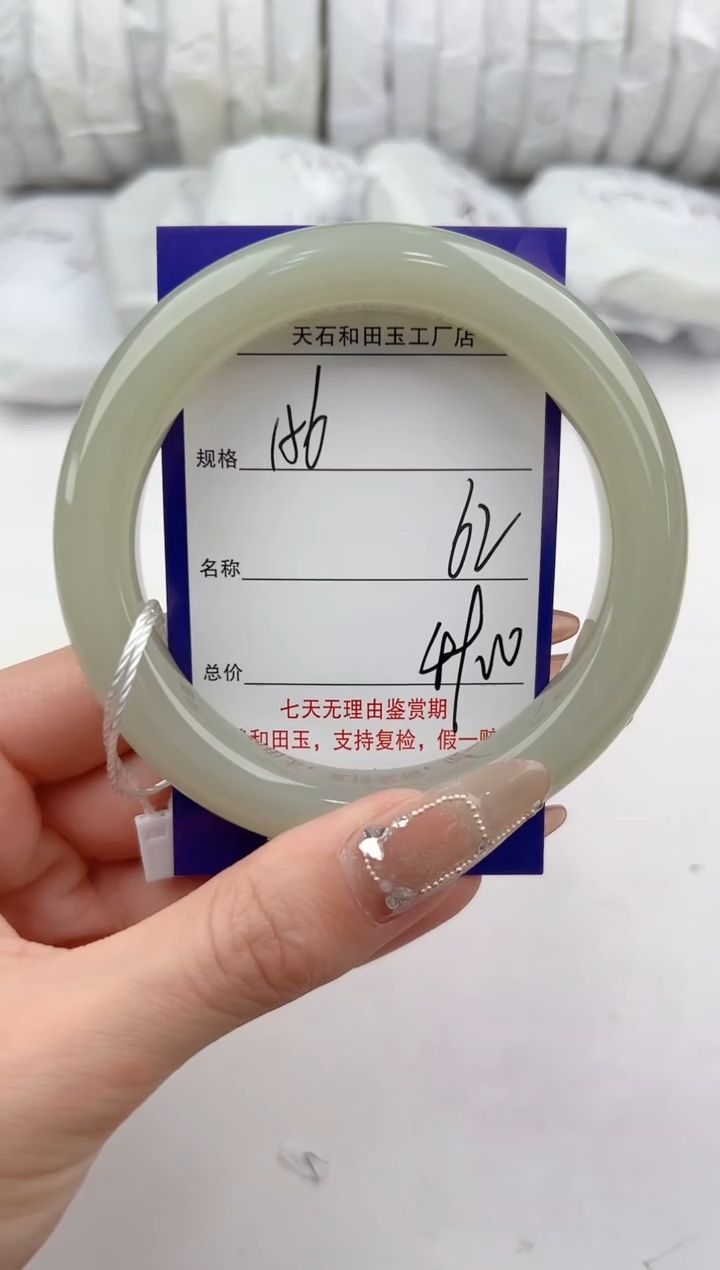 天石和田玉工厂店
规格 186
名称 62
总价
七天无理由鉴赏期
和田玉，支持复检，假一赔